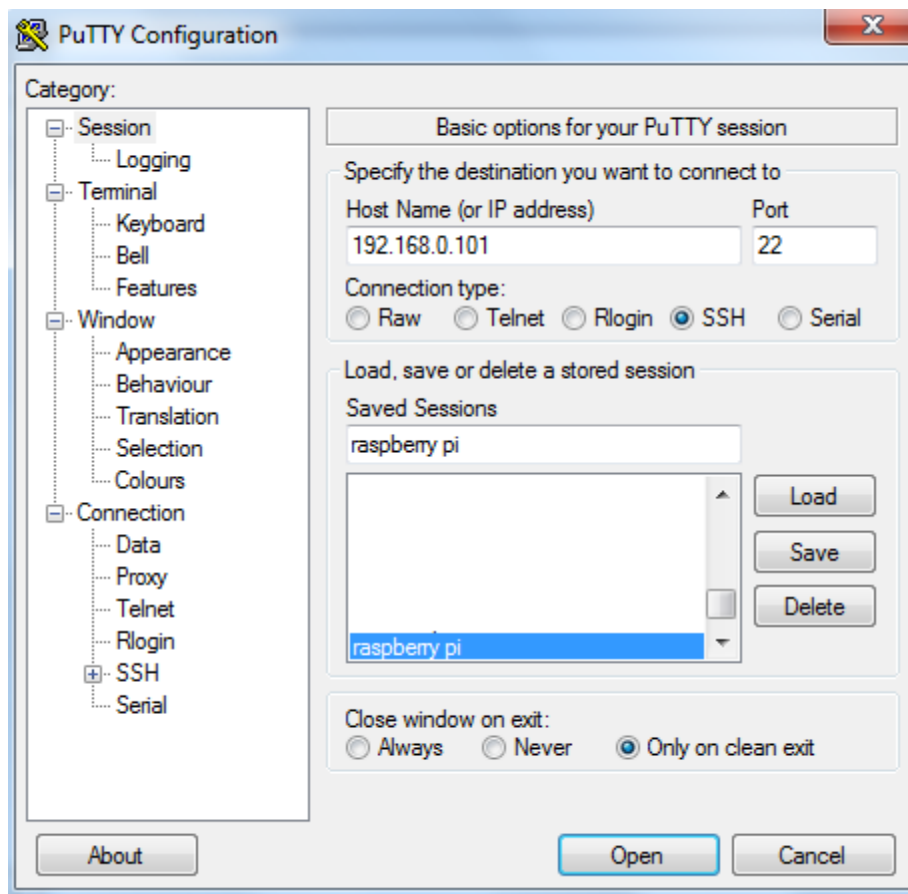 PuTTY Configuration
Category:
Session
Logging
Terminal
Keyboard
Bell
Features
Window
Appearance
Behaviour
Translation
Selection
Colours
Connection
Data
Proxy
Telnet
Rlogin
SSH
Serial
Basic options for your PuTTY session
Specify the destination you want to connect to
Host Name (or IP address) Port
192.168.0.101 22
Connection type:
Raw Telnet Rlogin SSH Serial
Load, save or delete a stored session
Saved Sessions
raspberry pi
Load
Save
Delete
raspberry pi
Close window on exit:
Always Never Only on clean exit
About Open Cancel